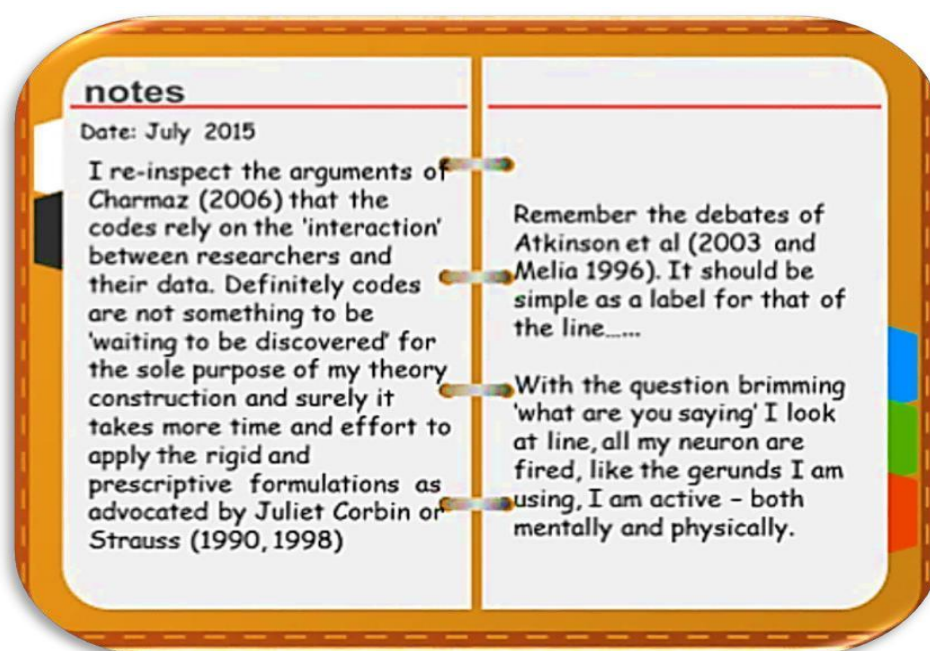 notes
Date: July 2015
I re-inspect the arguments of
Charmaz (2006) that the
codes rely on the 'interaction'
between researchers and
their data. Definitely codes
are not something to be
'waiting to be discovered' for
the sole purpose of my theory
construction and surely it
takes more time and effort to
apply the rigid and
prescriptive formulations as
advocated by Juliet Corbin or
Strauss (1990, 1998)
Remember the debates of
Atkinson et al (2003 and
Melia 1996). It should be
simple as a label for that of
the line......
With the question brimming
'what are you saying' I look
at line, all my neuron are
fired, like the gerunds I am
using, I am active – both
mentally and physically.